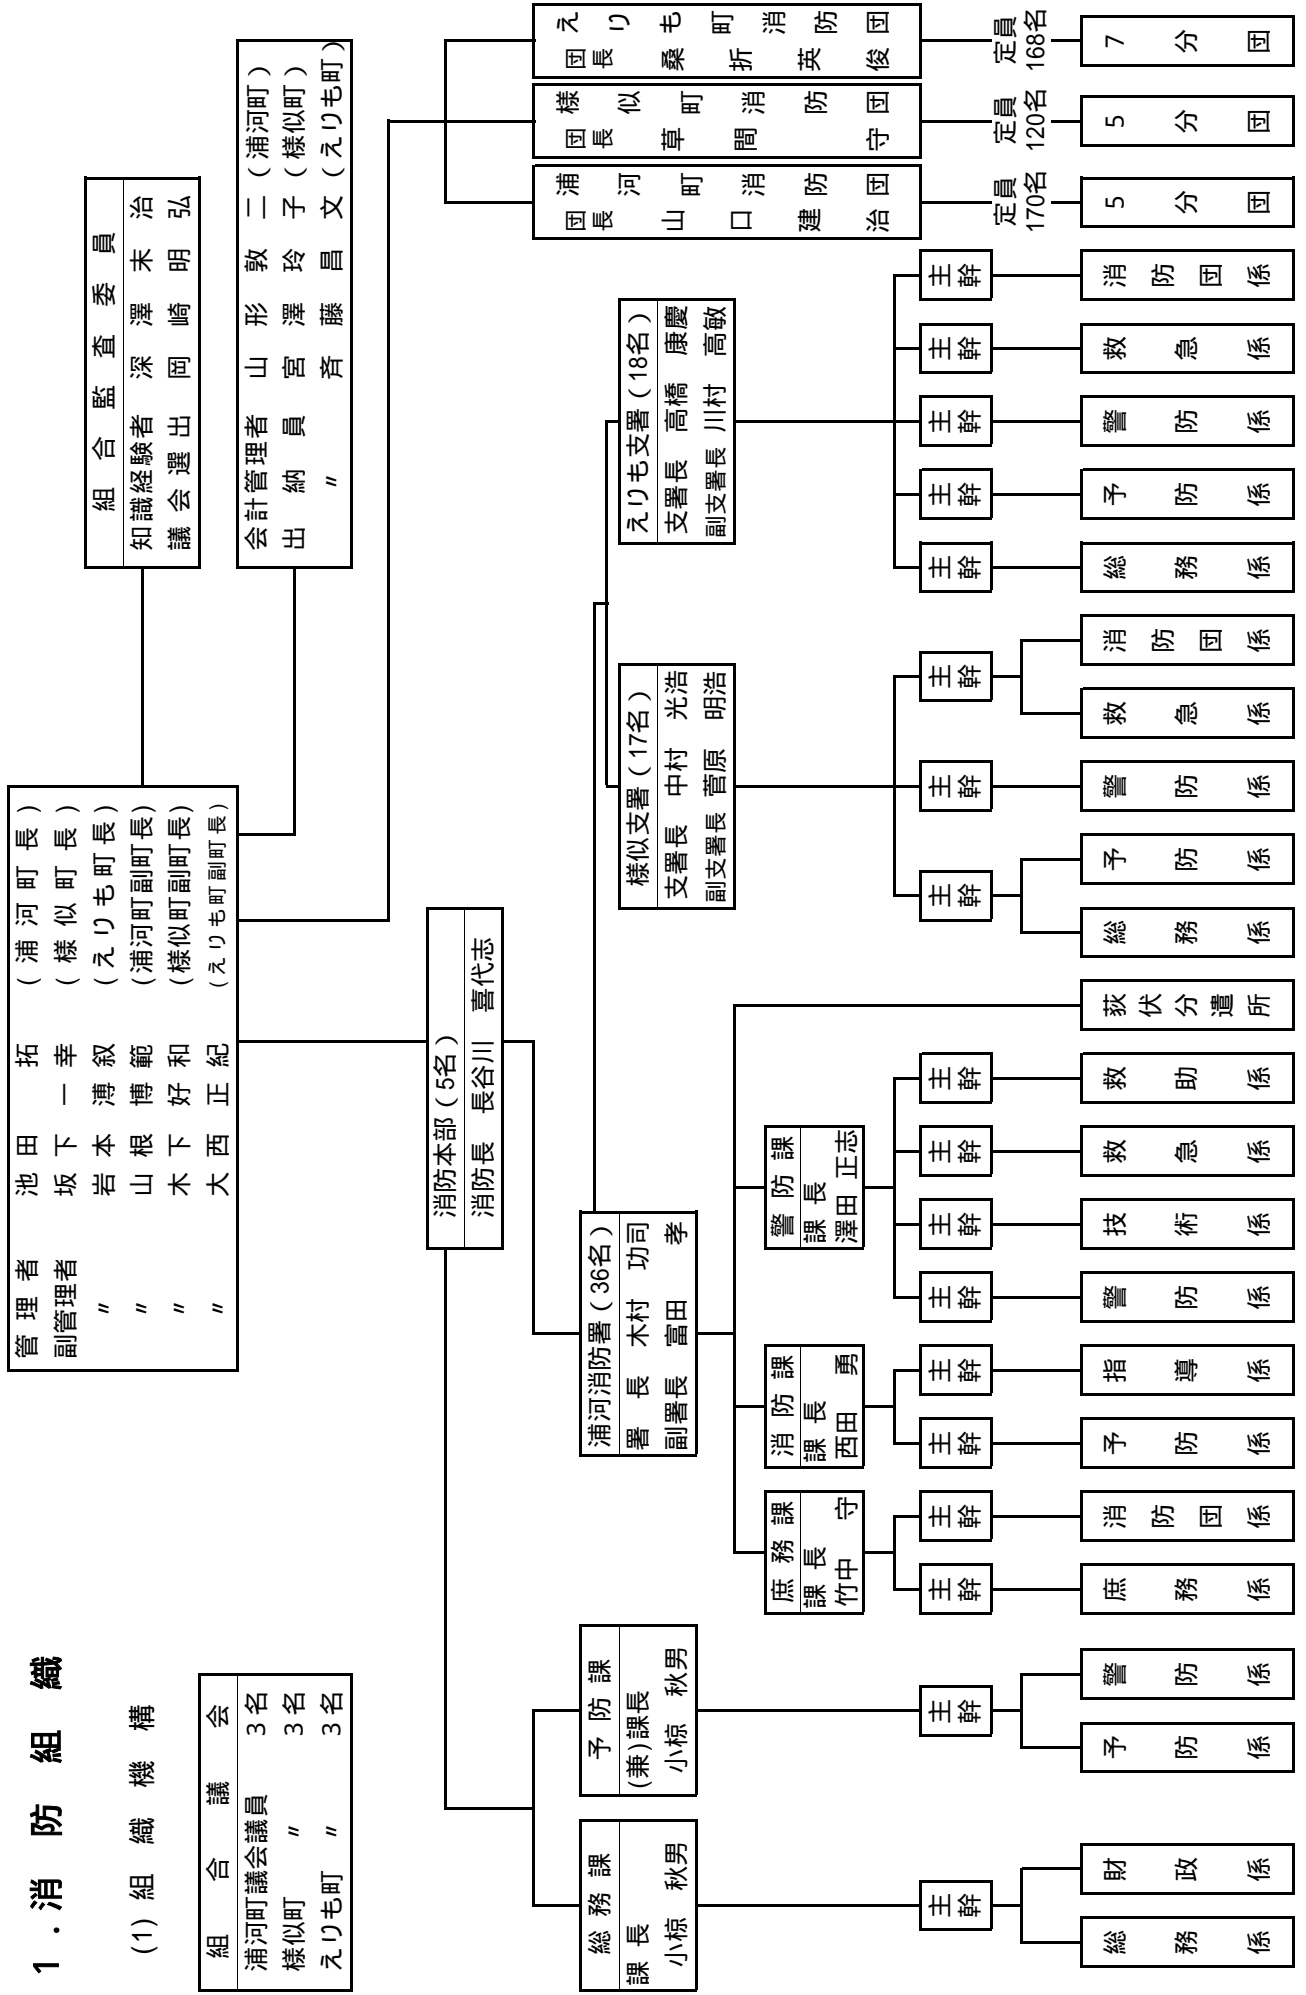 1．消防組織
(1)組織機構
組合議会
浦河町議会議員　3名
様似町　〃　3名
えりも町　〃　3名
管理者　池田　拓　(浦河町長)
副管理者　坂下一幸　(様似町長)
〃　岩本溥叙　(えりも町長)
〃　山根博範　(浦河町副町長)
〃　木下好和　(様似町副町長)
〃　大西正紀　(えりも町副町長)
組合監査委員
知識経験者　深澤末治
議会選出　岡崎明弘
会計管理者　山形敦二(浦河町)
出納員　宮澤玲子(様似町)
〃　斉藤昌文(えりも町)
消防本部(5名)
消防長　長谷川　喜代志
総務課
課長
小椋　秋男
主幹
総務係
財政係
予防課
(兼)課長
小椋　秋男
主幹
予防係
警防係
浦河消防署(36名)
署長　木村　功司
副署長　富田　孝
庶務課
課長
竹中　守
主幹
庶務係
主幹
消防団係
消防課
課長
西田　勇
主幹
予防係
主幹
指導係
警防課
課長
澤田　正志
主幹
警防係
主幹
技術係
主幹
救急係
主幹
救助係
荻伏分遣所
様似支署(17名)
支署長　中村　光浩
副支署長　菅原　明浩
主幹
総務係
予防係
主幹
警防係
主幹
救急係
消防団係
えりも支署(18名)
支署長　高橋　康慶
副支署長　川村　高敏
主幹
総務係
主幹
予防係
主幹
警防係
主幹
救急係
主幹
消防団係
浦河町消防団
団長　山口建治
定員
170名
5分団
様似町消防団
団長　草間守
定員
120名
5分団
えりも町消防団
団長　桑折英俊
定員
168名
7分団